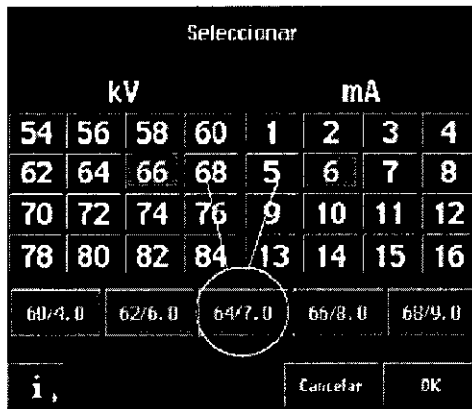 Seleccionar
kV mA
54 56 58 60 1 2 3 4
62 64 66 68 5 6 7 8
70 72 74 76 9 10 11 12
78 80 82 84 13 14 15 16
60/4.0 62/6.0 64/7.0 66/8.0 68/9.0
i, Cancelar OK